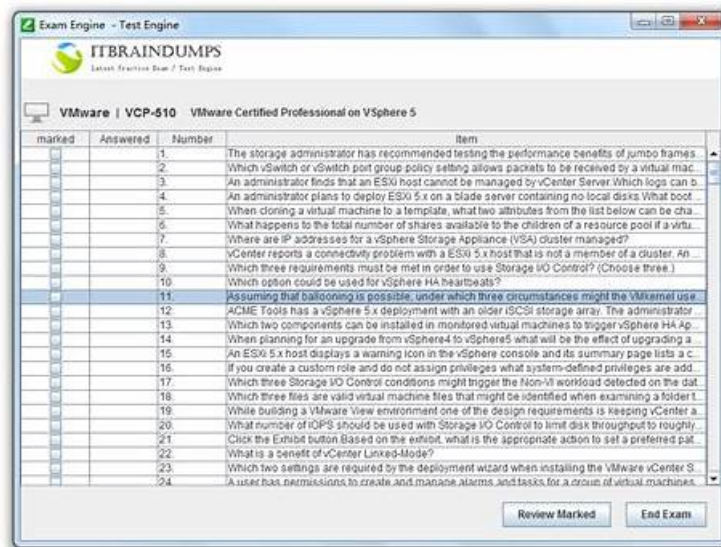 Exam Engine - Test Engine
ITBRAINDUMPS
Latest Practice Exam / Test Engine
VMware | VCP-510 VMware Certified Professional on VSphere 5
marked Answered Number Item
1. The storage administrator has recommended testing the performance benefits of jumbo frames...
2. Which vSwitch or vSwitch port group policy setting allows packets to be received by a virtual mac...
3. An administrator finds that an ESXi host cannot be managed by vCenter Server.Which logs can b...
4. An administrator plans to deploy ESXi 5.x on a blade server containing no local disks.What boot ...
5. When cloning a virtual machine to a template, what two attributes from the list below can be cha...
6. What happens to the total number of shares available to the children of a resource pool if a virtu...
7. Where are IP addresses for a vSphere Storage Appliance (VSA) cluster managed?
8. vCenter reports a connectivity problem with a ESXi 5.x host that is not a member of a cluster. An ...
9. Which three requirements must be met in order to use Storage I/O Control? (Choose three.)
10. Which option could be used for vSphere HA heartbeats?
11. Assuming that ballooning is possible, under which three circumstances might the VMkernel use...
12. ACME Tools has a vSphere 5.x deployment with an older iSCSI storage array. The administrator ...
13. Which two components can be installed in monitored virtual machines to trigger vSphere HA Ap...
14. When planning for an upgrade from vSphere4 to vSphere5 what will be the effect of upgrading a...
15. An ESXi 5.x host displays a warning icon in the vSphere console and its summary page lists a c...
16. If you create a custom role and do not assign privileges what system-defined privileges are add...
17. Which three Storage I/O Control conditions might trigger the Non-VI workload detected on the dat...
18. Which three files are valid virtual machine files that might be identified when examining a folder t...
19. While building a VMware View environment one of the design requirements is keeping vCenter a...
20. What number of IOPS should be used with Storage I/O Control to limit disk throughput to roughly...
21. Click the Exhibit button.Based on the exhibit, what is the appropriate action to set a preferred pat...
22. What is a benefit of vCenter Linked-Mode?
23. Which two settings are required by the deployment wizard when installing the VMware vCenter S...
24. A user has permissions to create and manage alarms and tasks for a group of virtual machines...
Review Marked End Exam